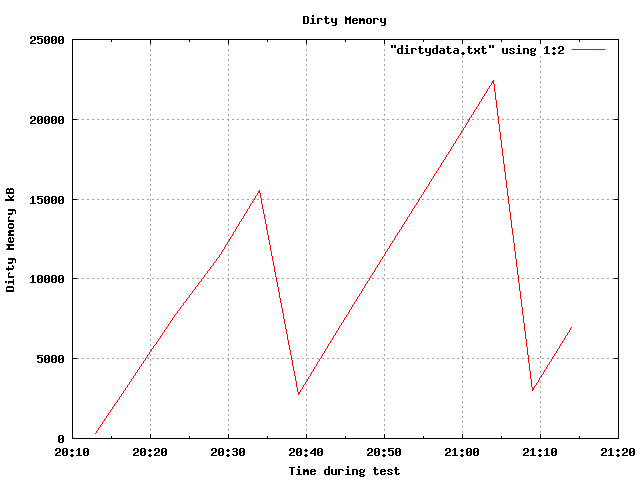 Dirty Memory
25000
"dirtydata.txt" using 1:2
20000
15000
Dirty Memory kB
10000
5000
0
20:10 20:20 20:30 20:40 20:50 21:00 21:10 21:20
Time during test